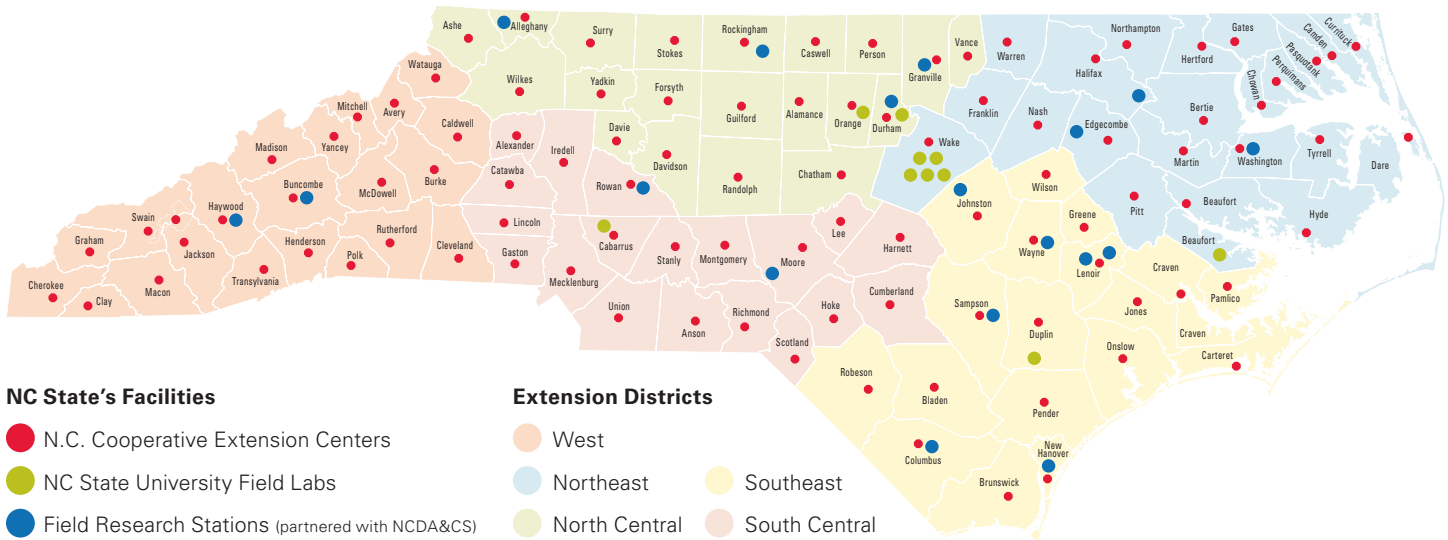 Ashe
Alleghany
Surry
Stokes
Rockingham
Caswell
Person
Granville
Vance
Warren
Northampton
Halifax
Gates
Hertford
Currituck
Camden
Pasquotank
Perquimans
Chowan
Watauga
Wilkes
Yadkin
Forsyth
Guilford
Alamance
Orange
Durham
Franklin
Nash
Edgecombe
Bertie
Mitchell
Avery
Caldwell
Alexander
Iredell
Davie
Davidson
Randolph
Chatham
Wake
Martin
Washington
Tyrrell
Dare
Madison
Yancey
McDowell
Burke
Catawba
Rowan
Wilson
Johnston
Pitt
Beaufort
Hyde
Swain
Haywood
Buncombe
Lincoln
Cabarrus
Greene
Wayne
Lenoir
Beaufort
Graham
Jackson
Henderson
Polk
Rutherford
Cleveland
Gaston
Stanly
Montgomery
Moore
Lee
Harnett
Craven
Pamlico
Cherokee
Clay
Macon
Transylvania
Mecklenburg
Union
Anson
Richmond
Hoke
Cumberland
Sampson
Duplin
Jones
Craven
Scotland
Onslow
Carteret
Robeson
Bladen
Pender
Columbus
New
Hanover
Brunswick
NC State's Facilities
N.C. Cooperative Extension Centers
NC State University Field Labs
Field Research Stations (partnered with NCDA&CS)
Extension Districts
West
Northeast
North Central
Southeast
South Central